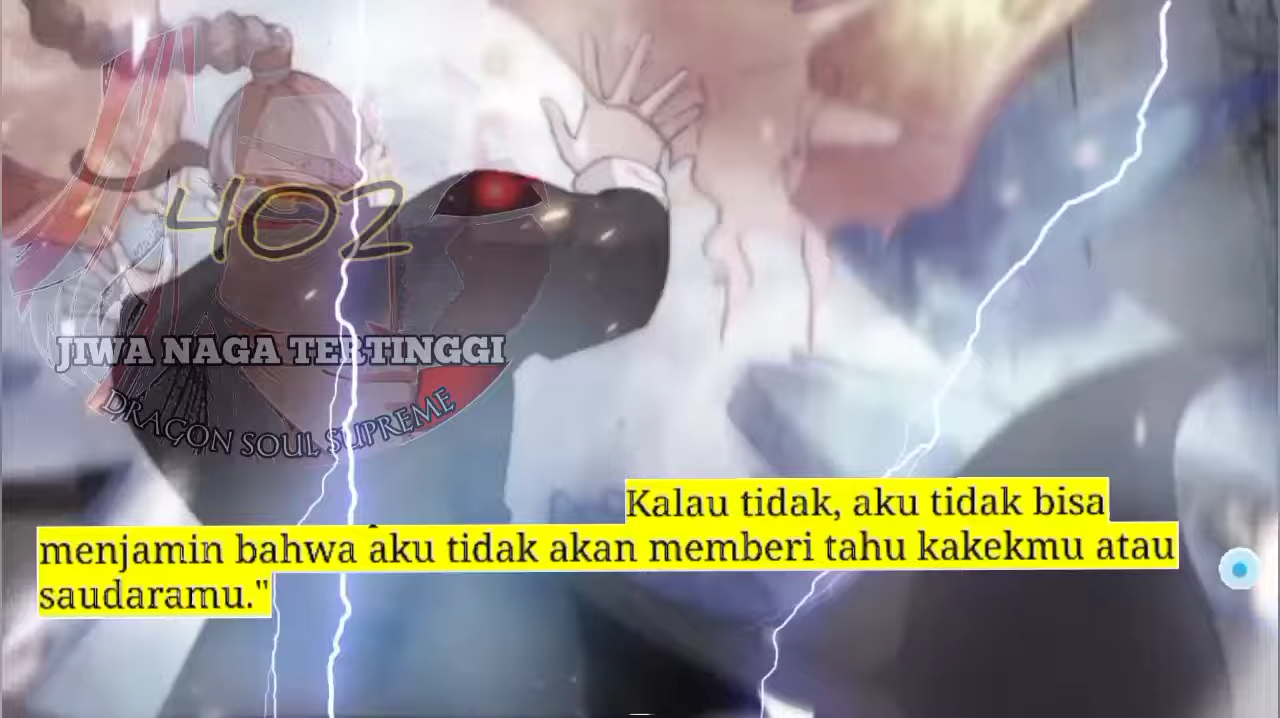 402
JIWA NAGA TERTINGGI
DRAGON SOUL SUPREME
Kalau tidak, aku tidak bisa
menjamin bahwa aku tidak akan memberi tahu kakekmu atau
saudaramu."